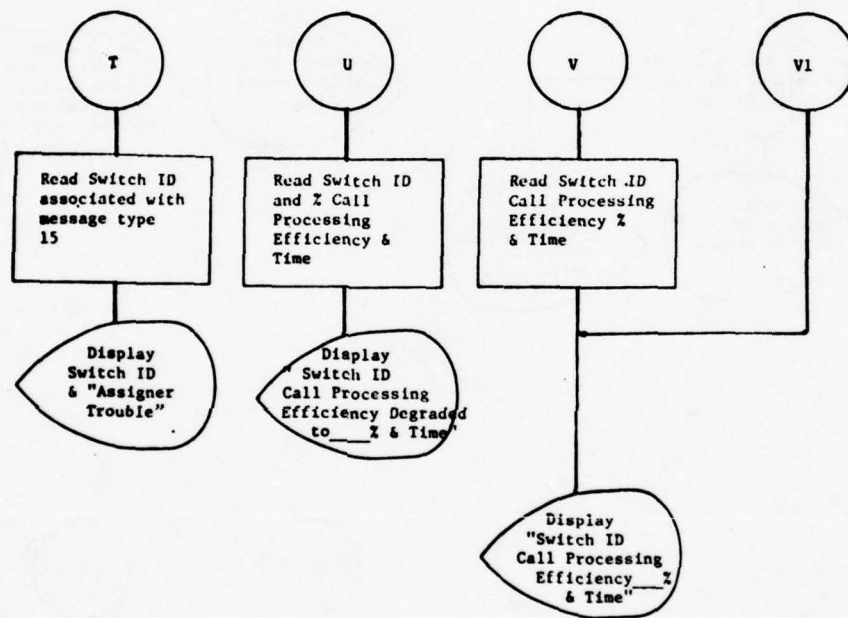 T
U
V
V1
Read Switch ID
associated with
message type
15
Read Switch ID
and % Call
Processing
Efficiency &
Time
Read Switch .ID
Call Processing
Efficiency %
& Time
Display
Switch ID
& "Assigner
Trouble"
Display
" Switch ID
Call Processing
Efficiency Degraded
to____% & Time"
Display
"Switch ID
Call Processing
Efficiency___%
& Time"